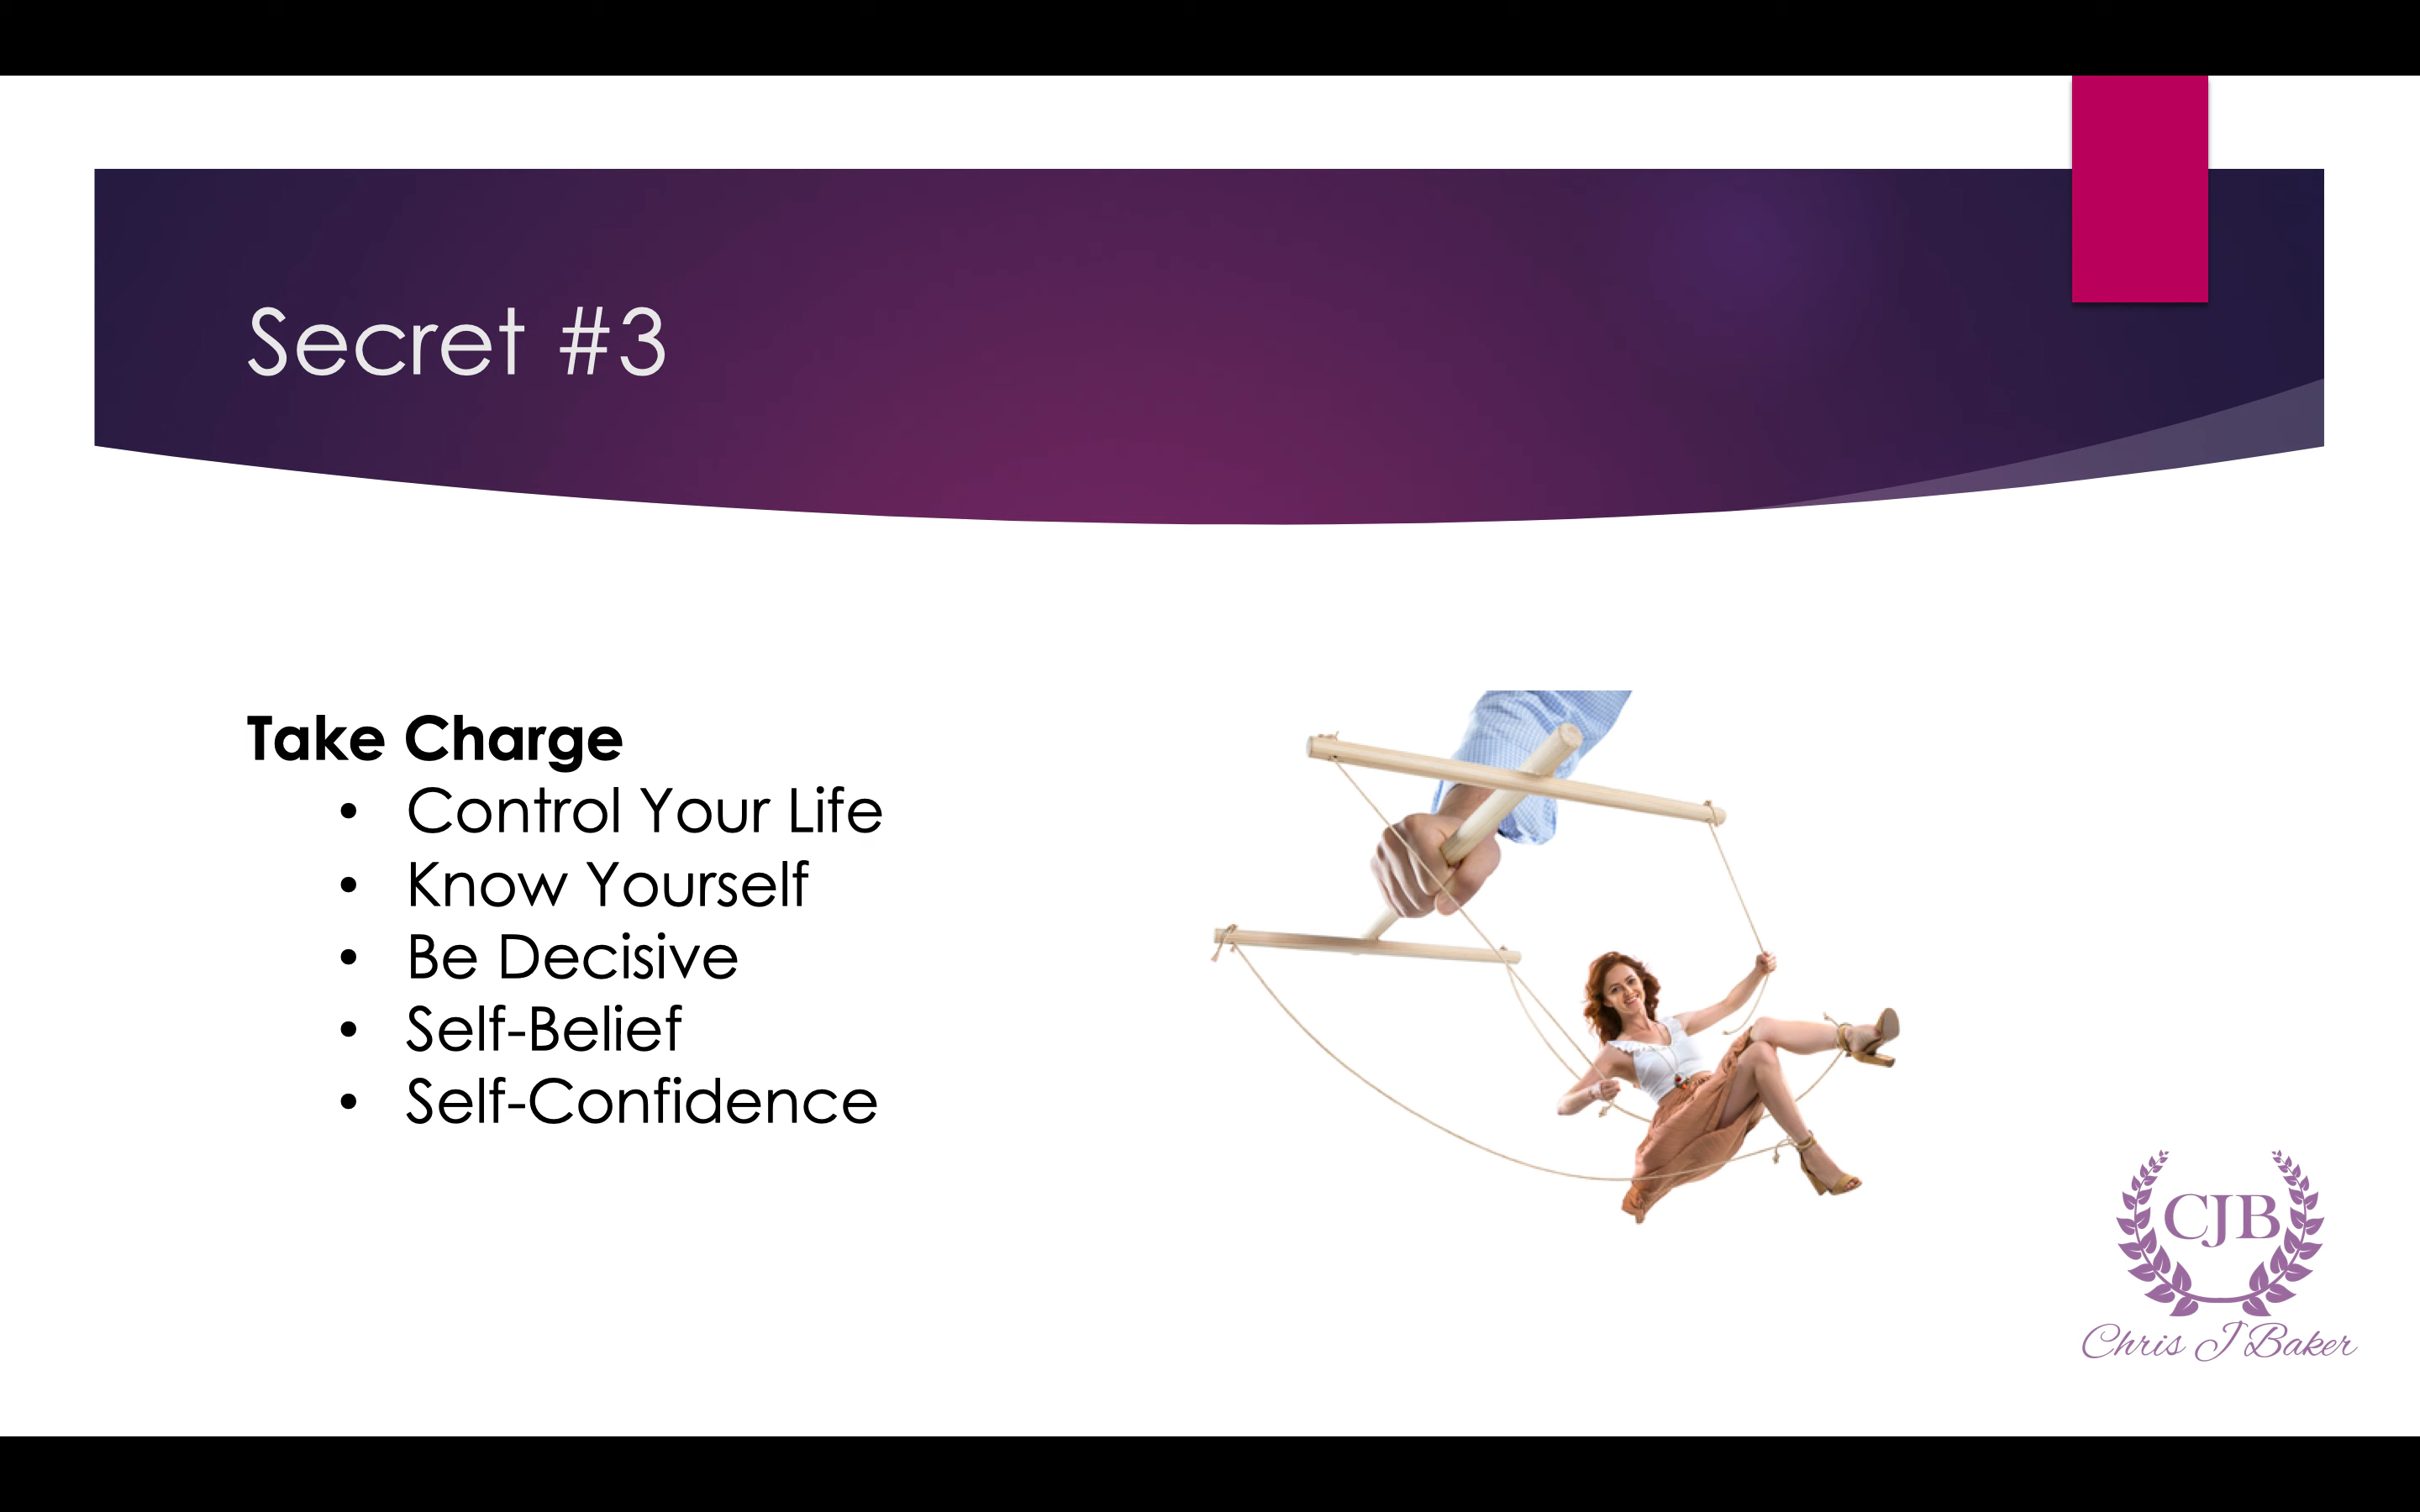 Secret #3
Take Charge
• Control Your Life
• Know Yourself
• Be Decisive
• Self-Belief
• Self-Confidence
CJB
Chris J Baker